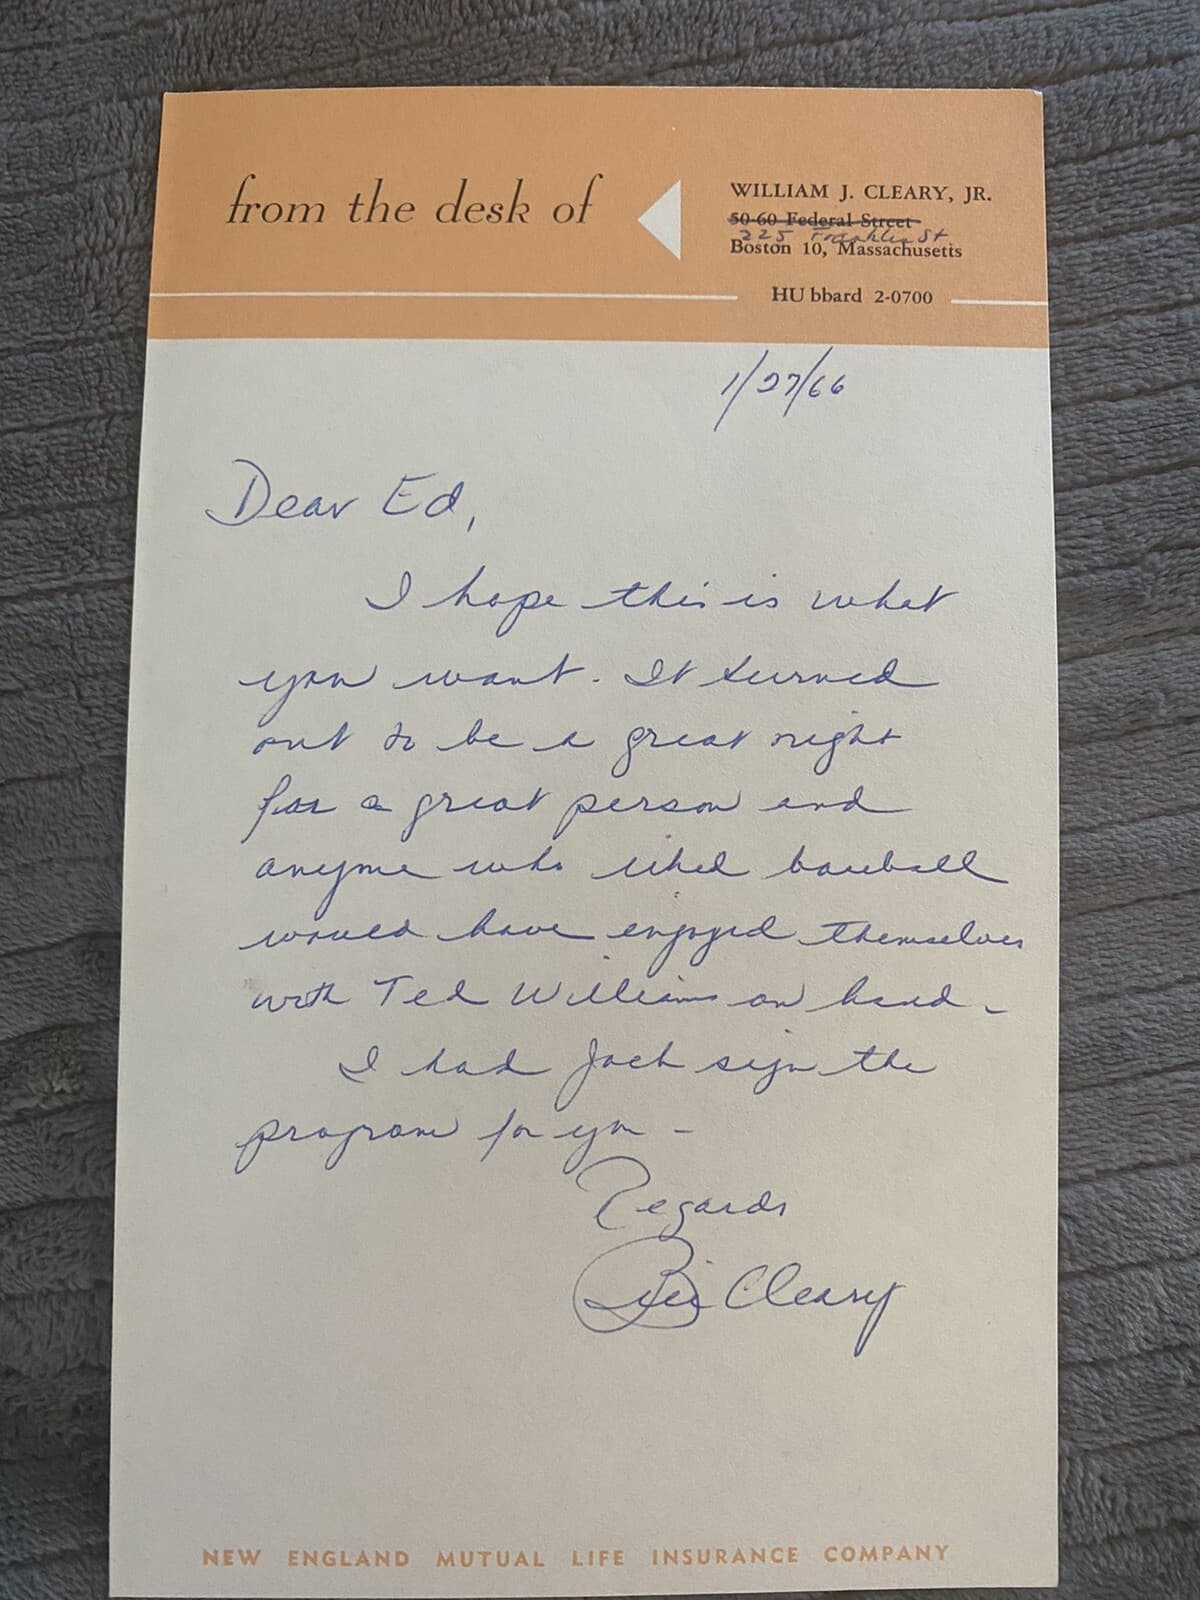 from the desk of
WILLIAM J. CLEARY, JR.
50-60 Federal Street
225 Franklin St
Boston 10, Massachusetts
HU bbard 2-0700
1/27/66
Dear Ed,
I hope this is what
you want. It turned
out to be a great night
for a great person and
anyone who liked baseball
would have enjoyed themselves
with Ted Williams on hand.
I had Jack sign the
program for you -
Regards
Bill Cleary
NEW ENGLAND MUTUAL LIFE INSURANCE COMPANY